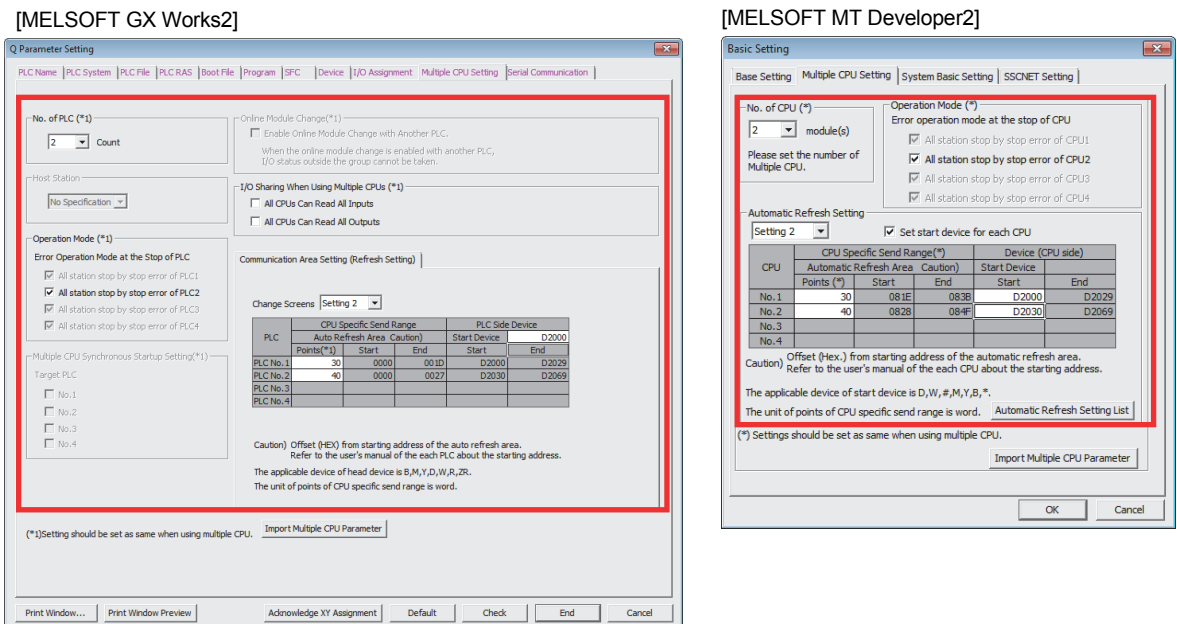 [MELSOFT GX Works2]
Q Parameter Setting
PLC Name PLC System PLC File PLC RAS Boot File Program SFC Device I/O Assignment Multiple CPU Setting Serial Communication
No. of PLC (*1)
2 Count
Host Station
No Specification
Operation Mode (*1)
Error Operation Mode at the Stop of PLC
All station stop by stop error of PLC1
All station stop by stop error of PLC2
All station stop by stop error of PLC3
All station stop by stop error of PLC4
Multiple CPU Synchronous Startup Setting(*1)
Target PLC
No.1
No.2
No.3
No.4
Online Module Change(*1)
Enable Online Module Change with Another PLC.
When the online module change is enabled with another PLC,
I/O status outside the group cannot be taken.
I/O Sharing When Using Multiple CPUs (*1)
All CPUs Can Read All Inputs
All CPUs Can Read All Outputs
Communication Area Setting (Refresh Setting)
Change Screens Setting 2
PLC CPU Specific Send Range PLC Side Device
Auto Refresh Area Caution) Start Device D2000
Points(*1) Start End Start End
PLC No.1 30 0000 001D D2000 D2029
PLC No.2 40 0000 0027 D2030 D2069
PLC No.3
PLC No.4
Caution) Offset (HEX) from starting address of the auto refresh area.
Refer to the user's manual of the each PLC about the starting address.
The applicable device of head device is B,M,Y,D,W,R,ZR.
The unit of points of CPU specific send range is word.
(*1)Setting should be set as same when using multiple CPU. Import Multiple CPU Parameter
Print Window... Print Window Preview Acknowledge XY Assignment Default Check End Cancel
[MELSOFT MT Developer2]
Basic Setting
Base Setting Multiple CPU Setting System Basic Setting SSCNET Setting
No. of CPU (*)
2 module(s)
Please set the number of
Multiple CPU.
Operation Mode (*)
Error operation mode at the stop of CPU
All station stop by stop error of CPU1
All station stop by stop error of CPU2
All station stop by stop error of CPU3
All station stop by stop error of CPU4
Automatic Refresh Setting
Setting 2 Set start device for each CPU
CPU CPU Specific Send Range(*) Device (CPU side)
Automatic Refresh Area Caution) Start Device
Points (*) Start End Start End
No.1 30 081E 083B D2000 D2029
No.2 40 0828 084F D2030 D2069
No.3
No.4
Caution) Offset (Hex.) from starting address of the automatic refresh area.
Refer to the user's manual of the each CPU about the starting address.
The applicable device of start device is D,W,#,M,Y,B,*.
The unit of points of CPU specific send range is word. Automatic Refresh Setting List
(*) Settings should be set as same when using multiple CPU.
Import Multiple CPU Parameter
OK Cancel